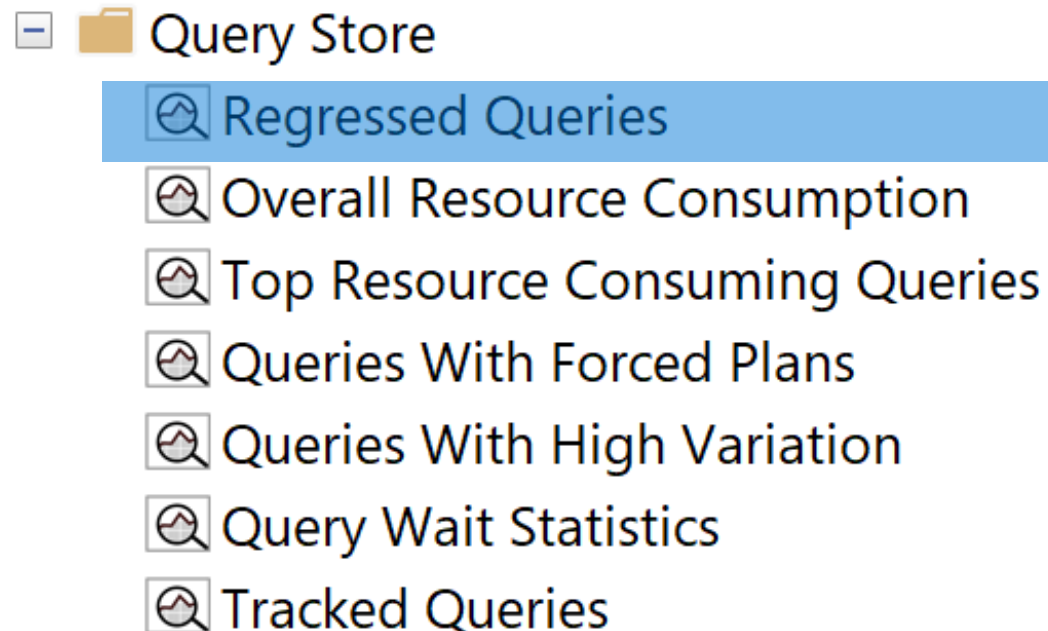 Query Store
Regressed Queries
Overall Resource Consumption
Top Resource Consuming Queries
Queries With Forced Plans
Queries With High Variation
Query Wait Statistics
Tracked Queries